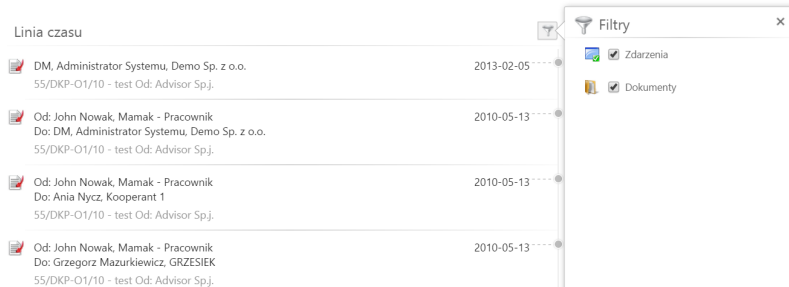 Linia czasu
DM, Administrator Systemu, Demo Sp. z o.o.
2013-02-05
55/DKP-O1/10 - test Od: Advisor Sp.j.
Od: John Nowak, Mamak - Pracownik
2010-05-13
Do: DM, Administrator Systemu, Demo Sp. z o.o.
55/DKP-O1/10 - test Od: Advisor Sp.j.
Od: John Nowak, Mamak - Pracownik
2010-05-13
Do: Ania Nycz, Kooperant 1
55/DKP-O1/10 - test Od: Advisor Sp.j.
Od: John Nowak, Mamak - Pracownik
2010-05-13
Do: Grzegorz Mazurkiewicz, GRZESIEK
55/DKP-O1/10 - test Od: Advisor Sp.j.
Filtry
Zdarzenia
Dokumenty